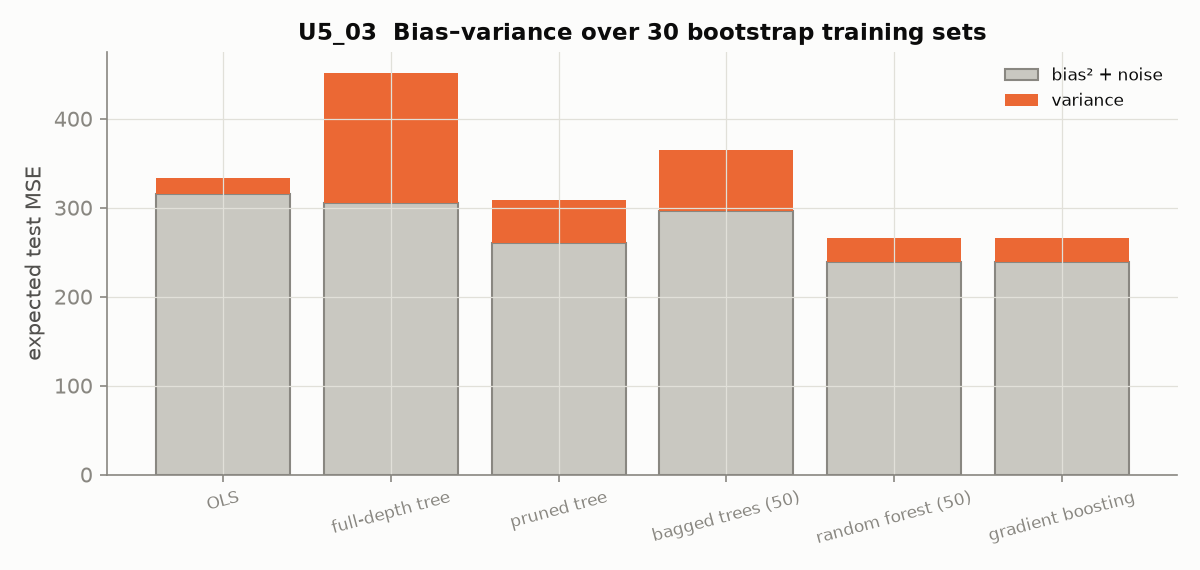 U5_03  Bias–variance over 30 bootstrap training sets
bias² + noise
variance
expected test MSE
400
300
200
100
0
OLS
full-depth tree
pruned tree
bagged trees (50)
random forest (50)
gradient boosting